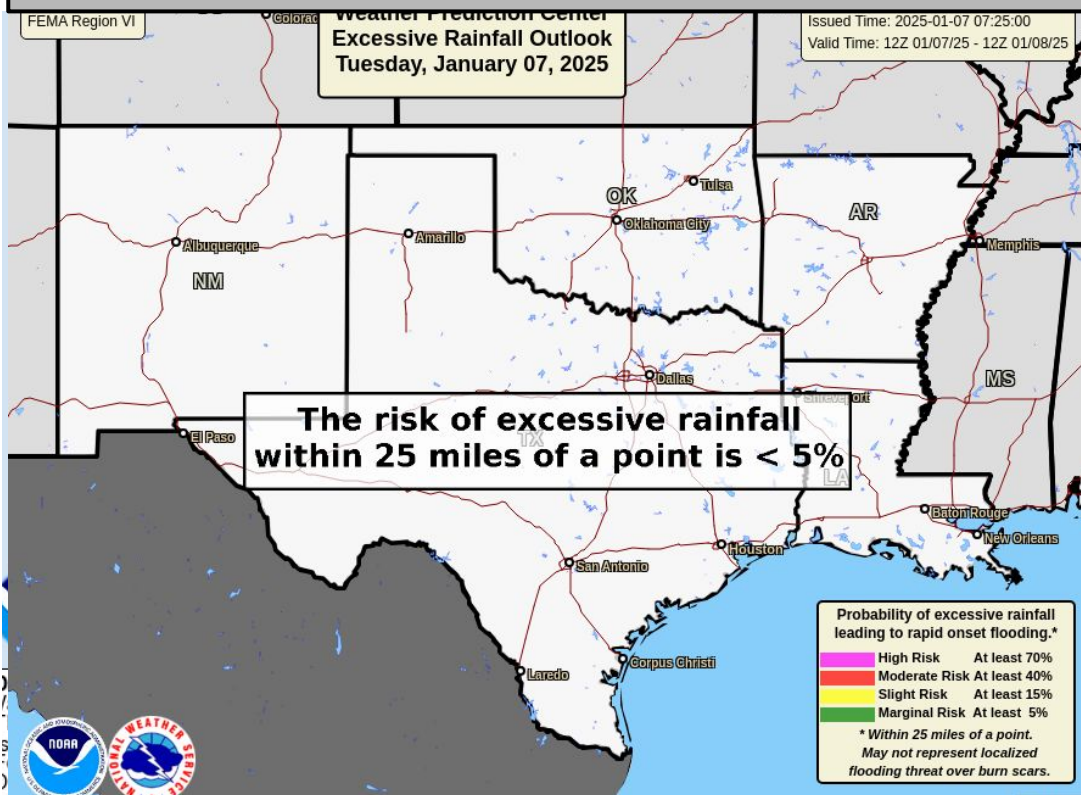 FEMA Region VI
Weather Prediction Center
Excessive Rainfall Outlook
Tuesday, January 07, 2025
Issued Time: 2025-01-07 07:25:00
Valid Time: 12Z 01/07/25 - 12Z 01/08/25
Colorad
OK
Tulsa
Oklahoma City
AR
Amarillo
Albuquerque
Memphis
NM
Dallas
MS
Shreveport
The risk of excessive rainfall
within 25 miles of a point is < 5%
El Paso
TX
LA
Baton Rouge
New Orleans
Houston
San Antonio
Corpus Christi
Laredo
Probability of excessive rainfall
leading to rapid onset flooding.*
High Risk At least 70%
Moderate Risk At least 40%
Slight Risk At least 15%
Marginal Risk At least 5%
* Within 25 miles of a point.
May not represent localized
flooding threat over burn scars.
NOAA
NATIONAL WEATHER SERVICE